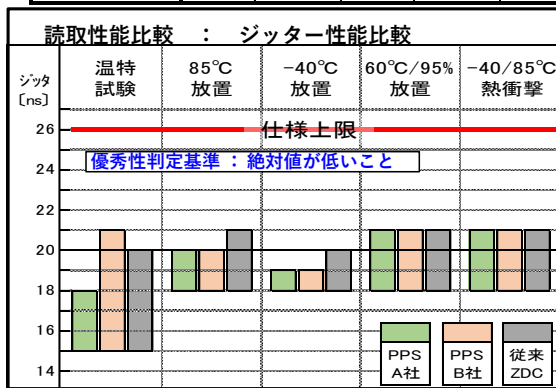 読取性能比較 ： ジッター性能比較
ジッタ
[ns]
温特
試験
85℃
放置
-40℃
放置
60℃/95%
放置
-40/85℃
熱衝撃
26
仕様上限
優秀性判定基準 ： 絶対値が低いこと
24
22
20
18
16
14
PPS
A社
PPS
B社
従来
ZDC